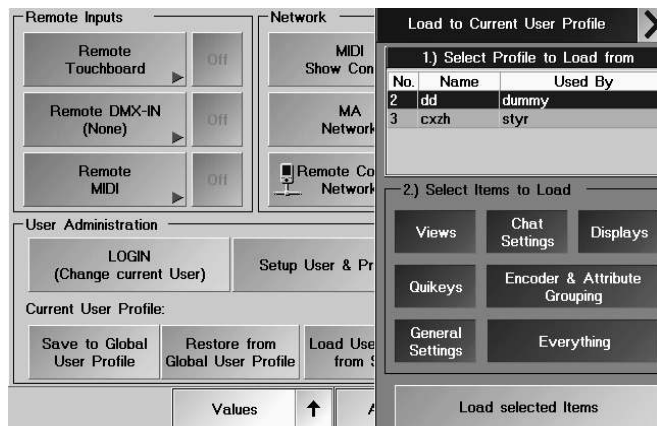 Remote Inputs
Remote
Touchboard
Off
Remote DMX-IN
(None)
Off
Remote
MIDI
Off
Network
MIDI
Show Con
MA
Network
Remote Co
Network
User Administration
LOGIN
(Change current User)
Setup User & Pr
Current User Profile:
Save to Global
User Profile
Restore from
Global User Profile
Load Use
from S
Values
A
Load to Current User Profile
1.) Select Profile to Load from
No. Name Used By
2 dd dummy
3 cxzh styr
2.) Select Items to Load
Views
Chat
Settings
Displays
Quikeys
Encoder & Attribute
Grouping
General
Settings
Everything
Load selected Items